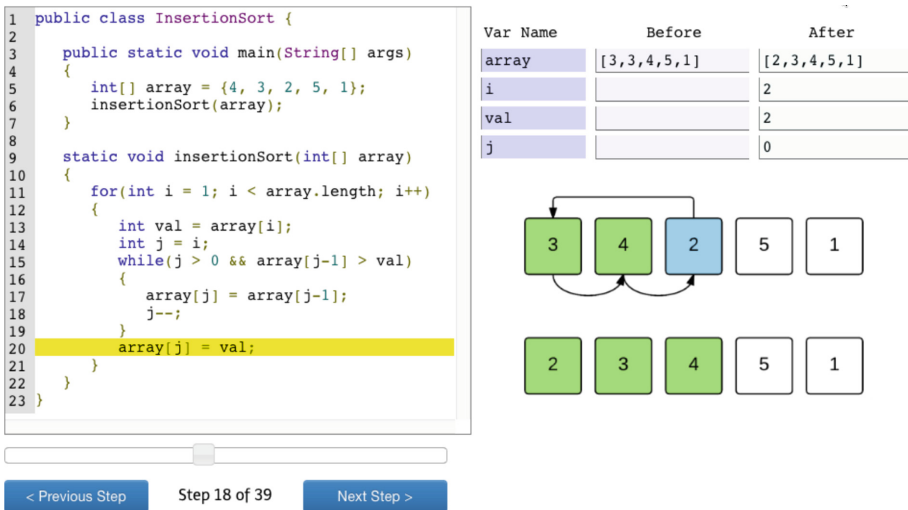 1 public class InsertionSort {
2
3 public static void main(String[] args)
4 {
5 int[] array = {4, 3, 2, 5, 1};
6 insertionSort(array);
7 }
8
9 static void insertionSort(int[] array)
10 {
11 for(int i = 1; i < array.length; i++)
12 {
13 int val = array[i];
14 int j = i;
15 while(j > 0 && array[j-1] > val)
16 {
17 array[j] = array[j-1];
18 j--;
19 }
20 array[j] = val;
21 }
22 }
23 }
< Previous Step Step 18 of 39 Next Step >
Var Name Before After
array [3,3,4,5,1] [2,3,4,5,1]
i 2
val 2
j 0
3 4 2 5 1
2 3 4 5 1